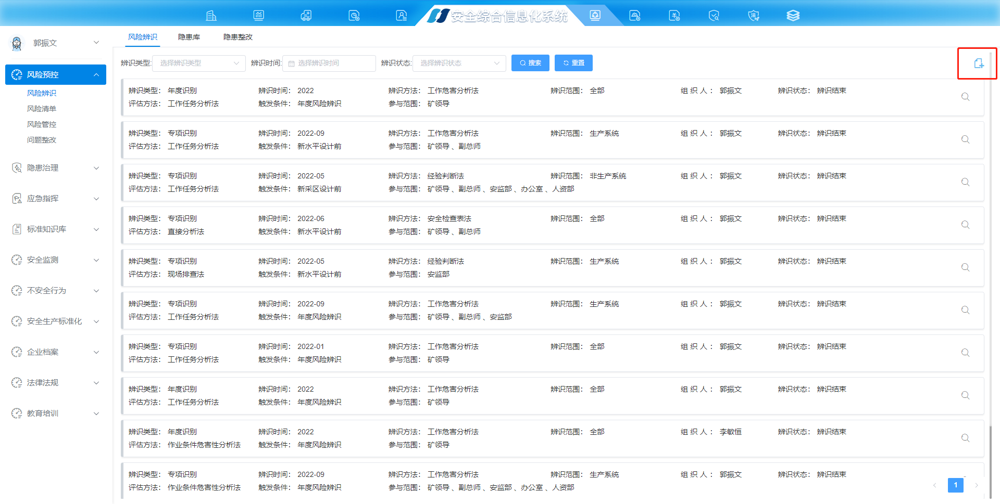 安全综合信息化系统
郭振文
风险预控
风险辨识
风险清单
风险管控
问题整改
隐患治理
应急指挥
标准知识库
安全监测
不安全行为
安全生产标准化
企业档案
法律法规
教育培训
风险辨识 隐患库 隐患整改
辨识类型: 选择辨识类型 辨识时间: 选择辨识时间 辨识状态: 选择辨识状态 搜索 重置
辨识类型： 年度识别 辨识时间： 2022 辨识方法： 工作危害分析法 辨识范围： 全部 组 织 人 ： 郭振文 辨识状态： 辨识结束
评估方法： 工作任务分析法 触发条件： 年度风险辨识 参与范围： 矿领导
辨识类型： 专项识别 辨识时间： 2022-09 辨识方法： 工作危害分析法 辨识范围： 生产系统 组 织 人 ： 郭振文 辨识状态： 辨识结束
评估方法： 工作任务分析法 触发条件： 新水平设计前 参与范围： 矿领导 、副总师
辨识类型： 专项识别 辨识时间： 2022-05 辨识方法： 经验判断法 辨识范围： 非生产系统 组 织 人 ： 郭振文 辨识状态： 辨识结束
评估方法： 工作任务分析法 触发条件： 新采区设计前 参与范围： 矿领导 、副总师 、安监部 、办公室 、人资部
辨识类型： 专项识别 辨识时间： 2022-06 辨识方法： 安全检查表法 辨识范围： 全部 组 织 人 ： 郭振文 辨识状态： 辨识结束
评估方法： 直接分析法 触发条件： 新水平设计前 参与范围： 矿领导 、副总师
辨识类型： 专项识别 辨识时间： 2022-05 辨识方法： 经验判断法 辨识范围： 生产系统 组 织 人 ： 郭振文 辨识状态： 辨识结束
评估方法： 现场排查法 触发条件： 新水平设计前 参与范围： 安监部
辨识类型： 专项识别 辨识时间： 2022-09 辨识方法： 工作危害分析法 辨识范围： 生产系统 组 织 人 ： 郭振文 辨识状态： 辨识结束
评估方法： 工作任务分析法 触发条件： 年度风险辨识 参与范围： 矿领导 、副总师 、安监部
辨识类型： 专项识别 辨识时间： 2022-01 辨识方法： 工作危害分析法 辨识范围： 全部 组 织 人 ： 郭振文 辨识状态： 辨识结束
评估方法： 工作任务分析法 触发条件： 年度风险辨识 参与范围： 矿领导
辨识类型： 年度识别 辨识时间： 2022 辨识方法： 工作危害分析法 辨识范围： 全部 组 织 人 ： 郭振文 辨识状态： 辨识结束
评估方法： 工作任务分析法 触发条件： 年度风险辨识 参与范围： 矿领导
辨识类型： 年度识别 辨识时间： 2022 辨识方法： 工作危害分析法 辨识范围： 全部 组 织 人 ： 李敏恒 辨识状态： 辨识结束
评估方法： 作业条件危害性分析法 触发条件： 年度风险辨识 参与范围： 矿领导
辨识类型： 专项识别 辨识时间： 2022-09 辨识方法： 工作危害分析法 辨识范围： 生产系统 组 织 人 ： 郭振文 辨识状态： 辨识结束
评估方法： 作业条件危害性分析法 触发条件： 年度风险辨识 参与范围： 矿领导 、副总师 、安监部 、办公室 、人资部
1